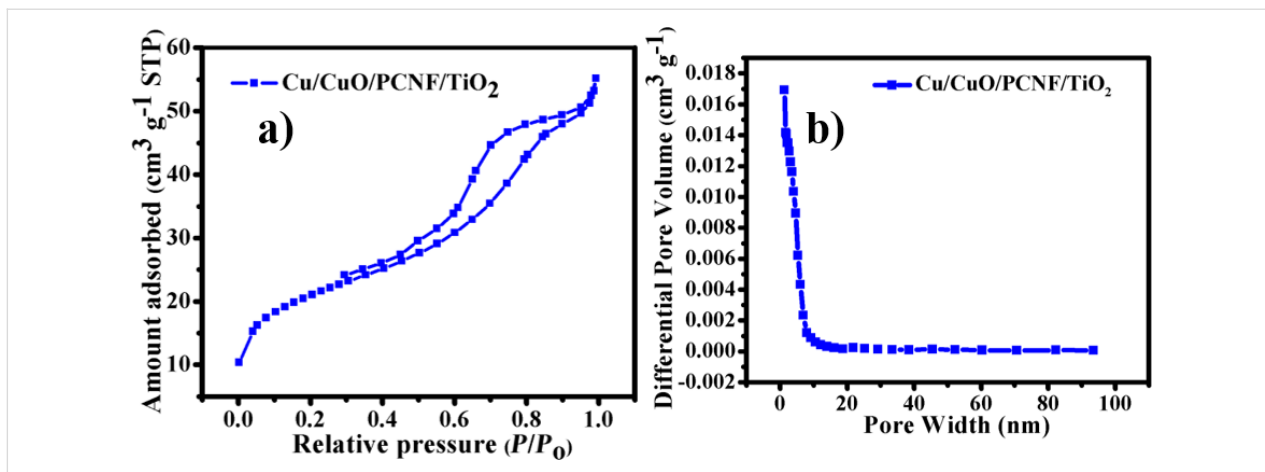 a)
Cu/CuO/PCNF/TiO2
Amount adsorbed (cm3 g-1 STP)
60
50
40
30
20
10
0.0 0.2 0.4 0.6 0.8 1.0
Relative pressure (P/Po)
b)
Cu/CuO/PCNF/TiO2
Differential Pore Volume (cm3 g-1)
0.018
0.016
0.014
0.012
0.010
0.008
0.006
0.004
0.002
0.000
-0.002
0 20 40 60 80 100
Pore Width (nm)